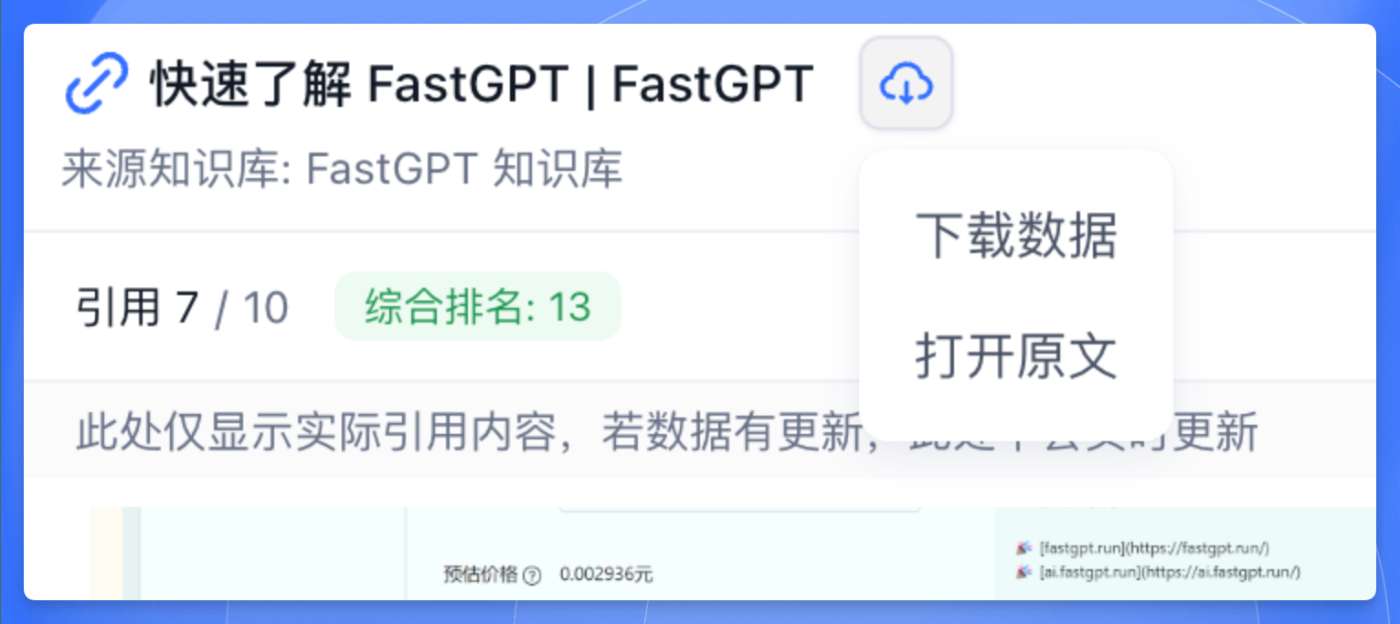 快速了解 FastGPT | FastGPT
来源知识库: FastGPT 知识库
下载数据
打开原文
引用 7 / 10
综合排名: 13
此处仅显示实际引用内容，若数据有更新，更新
预估价格 0.002936元
[fastgpt.run](https://fastgpt.run/)
[ai.fastgpt.run](https://ai.fastgpt.run/)